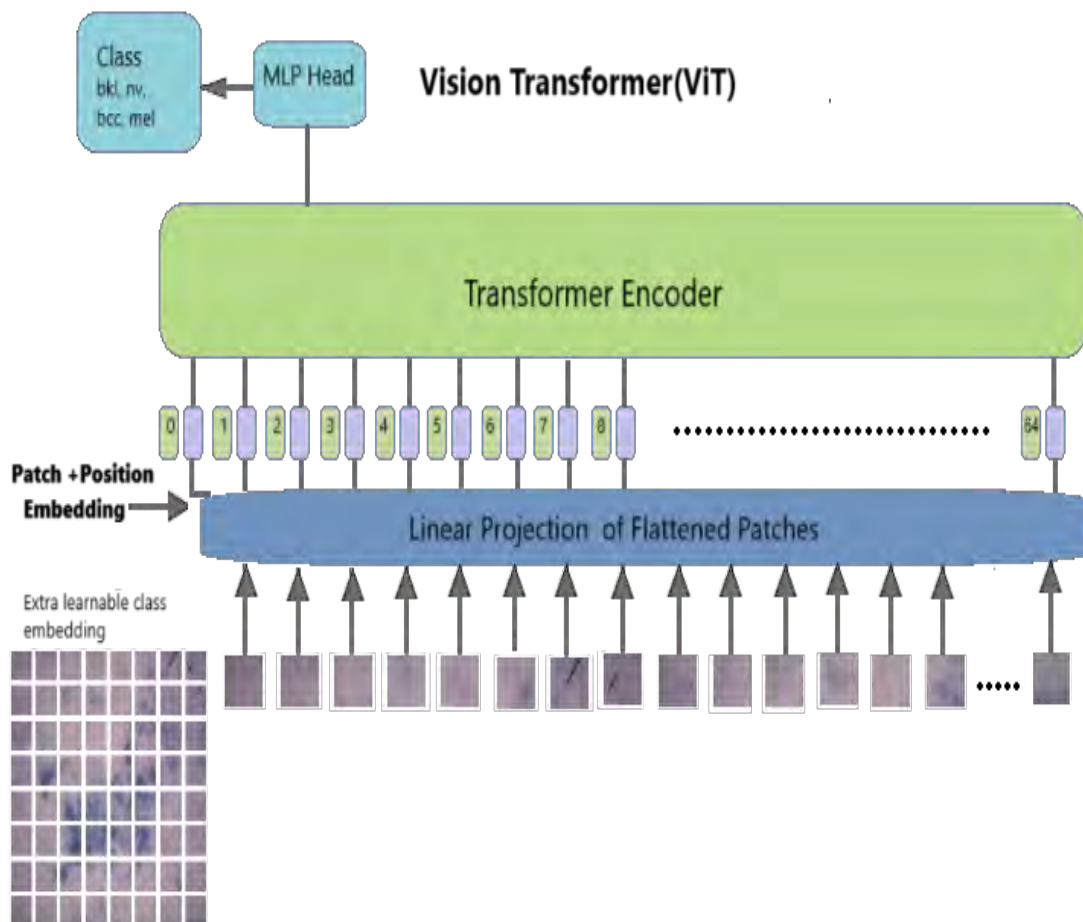 Class
bkl, nv,
bcc, mel
MLP Head
Vision Transformer(ViT)
Transformer Encoder
0 1 2 3 4 5 6 7 8 64
Patch +Position
Embedding
Linear Projection of Flattened Patches
Extra learnable class
embedding